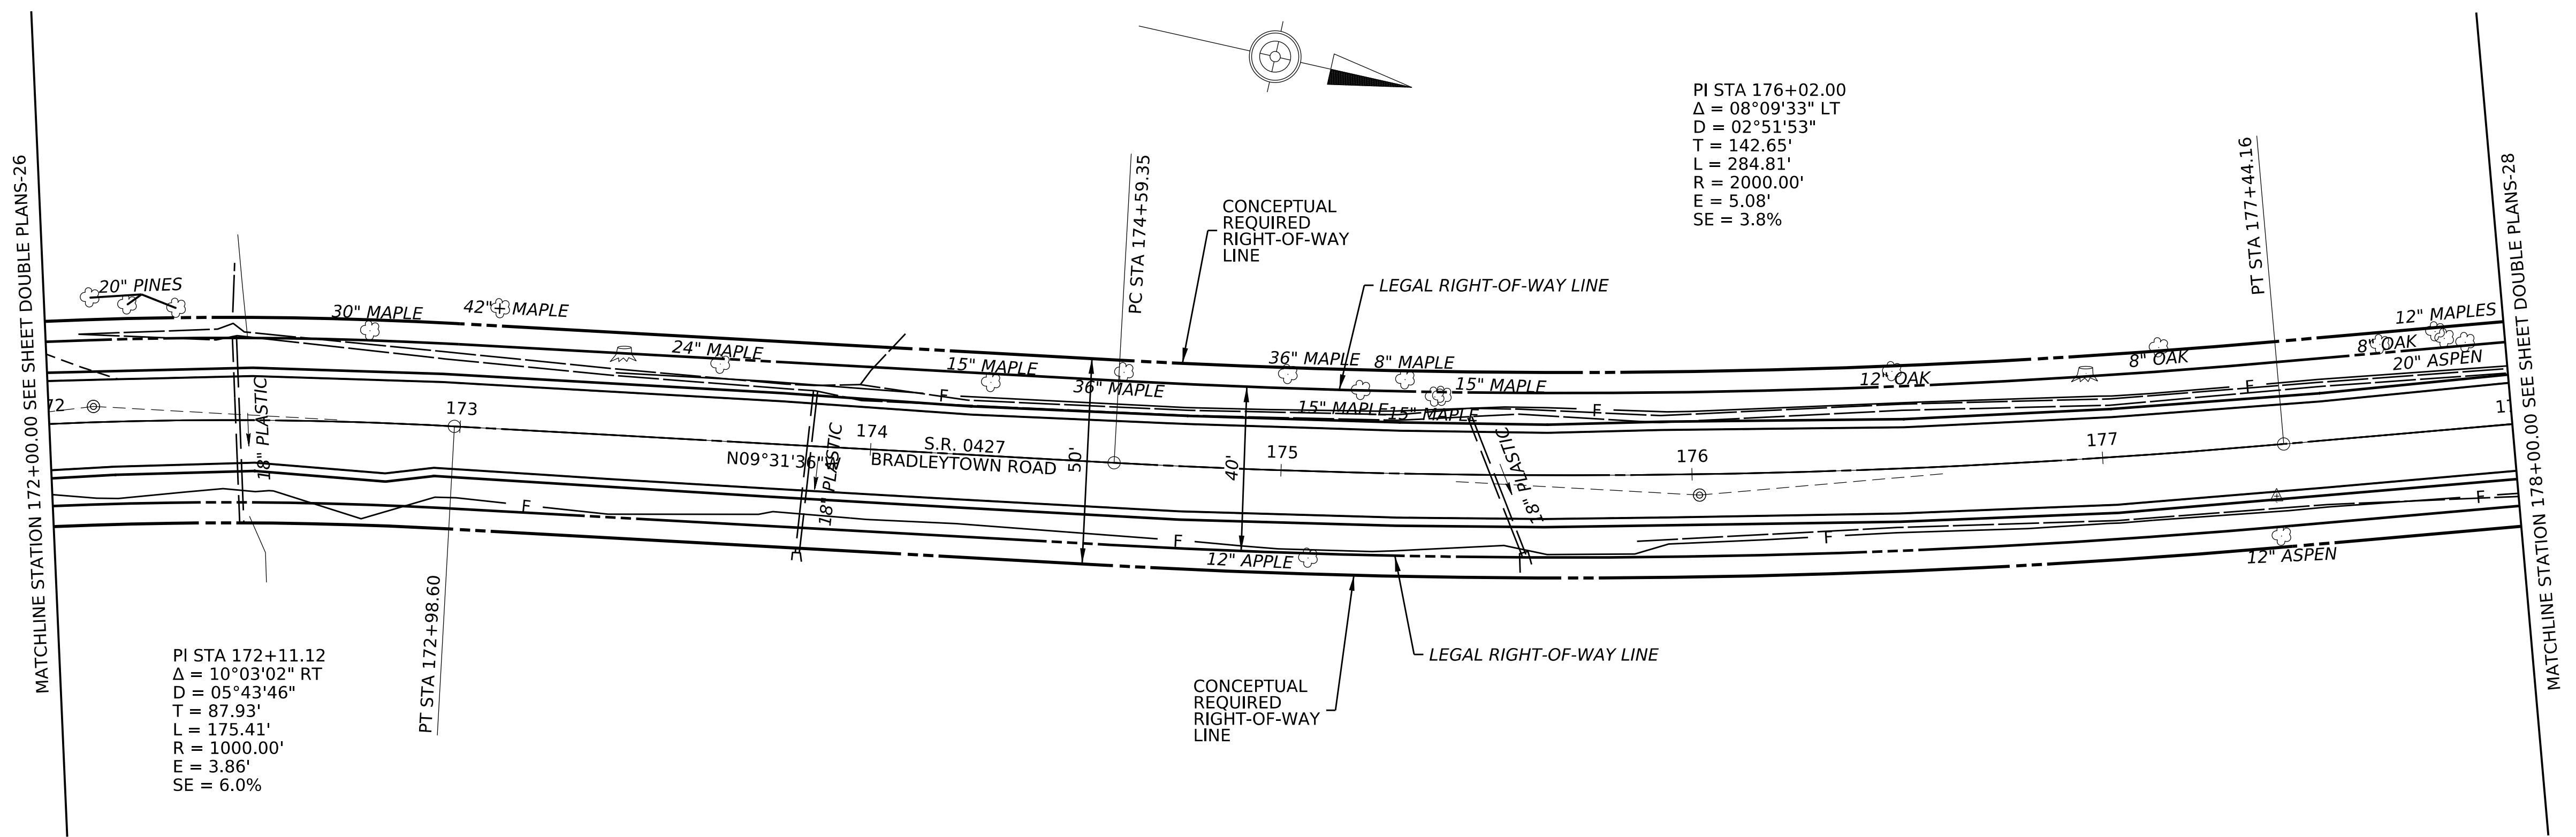 MATCHLINE STATION 172+00.00 SEE SHEET DOUBLE PLANS-26
20" PINES
30" MAPLE
42" MAPLE
24" MAPLE
15" MAPLE
36" MAPLE
36" MAPLE
8" MAPLE
15" MAPLE
15" MAPLE
15" MAPLE
12" OAK
8" OAK
8" OAK
12" MAPLES
20" ASPEN
PC STA 174+59.35
CONCEPTUAL
REQUIRED
RIGHT-OF-WAY
LINE
LEGAL RIGHT-OF-WAY LINE
PI STA 176+02.00
Δ = 08°09'33" LT
D = 02°51'53"
T = 142.65'
L = 284.81'
R = 2000.00'
E = 5.08'
SE = 3.8%
PT STA 177+44.16
MATCHLINE STATION 178+00.00 SEE SHEET DOUBLE PLANS-28
72
18" PLASTIC
173
174
N09°31'36"W
18" PLASTIC
S.R. 0427
BRADLEYTOWN ROAD
50'
40'
175
18" PLASTIC
176
177
17
F
F
F
F
F
F
F
12" APPLE
12" ASPEN
PT STA 172+98.60
PI STA 172+11.12
Δ = 10°03'02" RT
D = 05°43'46"
T = 87.93'
L = 175.41'
R = 1000.00'
E = 3.86'
SE = 6.0%
LEGAL RIGHT-OF-WAY LINE
CONCEPTUAL
REQUIRED
RIGHT-OF-WAY
LINE